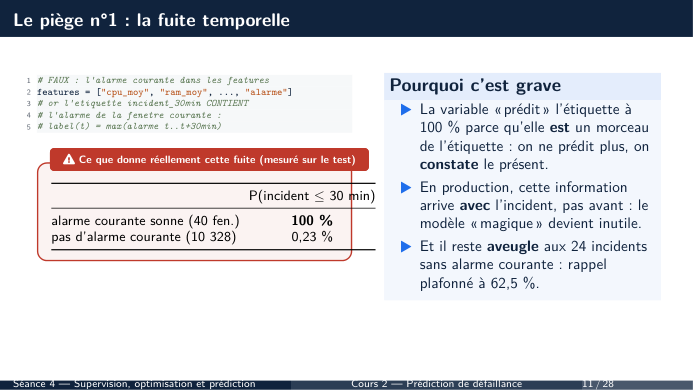 Le piège n°1 : la fuite temporelle
1 # FAUX : l'alarme courante dans les features
2 features = ["cpu_moy", "ram_moy", ..., "alarme"]
3 # or l'etiquette incident_30min CONTIENT
4 # l'alarme de la fenetre courante :
5 # label(t) = max(alarme t..t+30min)
Ce que donne réellement cette fuite (mesuré sur le test)
P(incident ≤ 30 min)
alarme courante sonne (40 fen.) 100 %
pas d'alarme courante (10 328) 0,23 %
Pourquoi c'est grave
La variable « prédit » l'étiquette à
100 % parce qu'elle est un morceau
de l'étiquette : on ne prédit plus, on
constate le présent.
En production, cette information
arrive avec l'incident, pas avant : le
modèle « magique » devient inutile.
Et il reste aveugle aux 24 incidents
sans alarme courante : rappel
plafonné à 62,5 %.
Séance 4 — Supervision, optimisation et prédiction
Cours 2 — Prédiction de défaillance
11 / 28